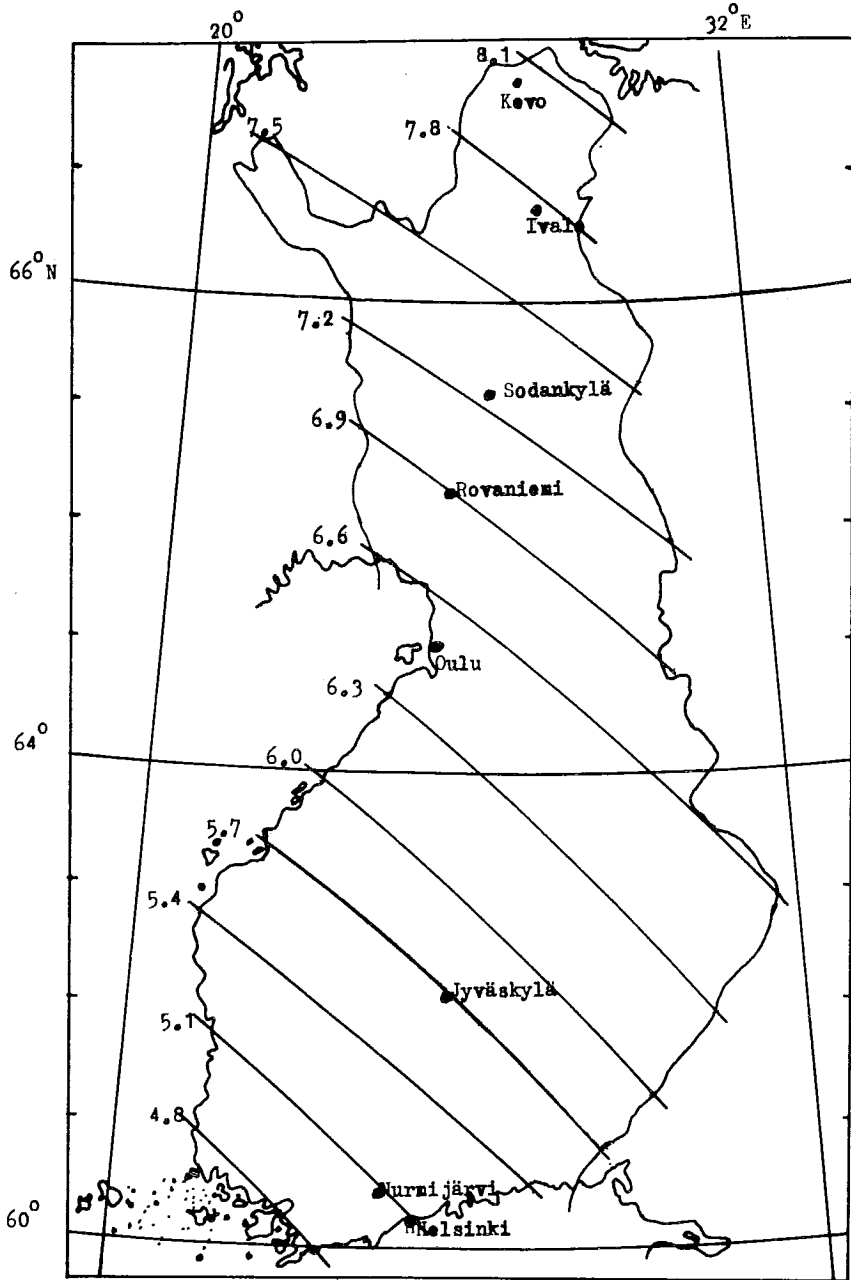 20°
32°E
8.1
Kevo
7.5
7.8
Ival
66°N
7.2
Sodankylä
6.9
Rovaniemi
6.6
Oulu
6.3
64°
6.0
5.7
5.4
Jyväskylä
5.1
4.8
Nurmijärvi
60°
Helsinki